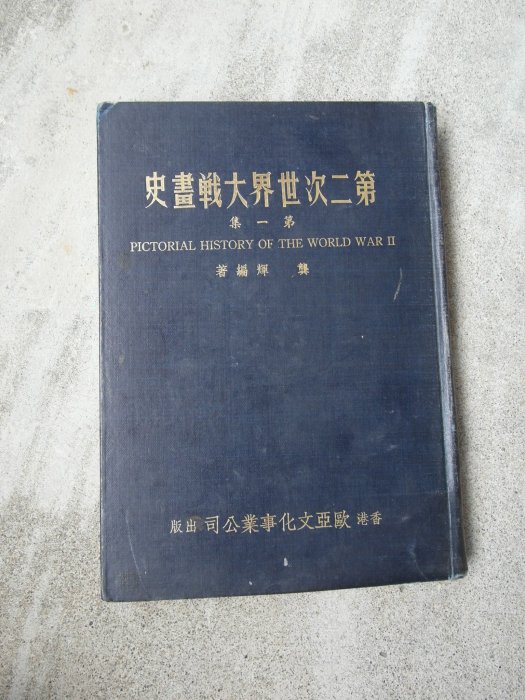 第二次世界大戰畫史
第一集
PICTORIAL HISTORY OF THE WORLD WAR II
龔輝編著
香港歐亞文化事業公司出版